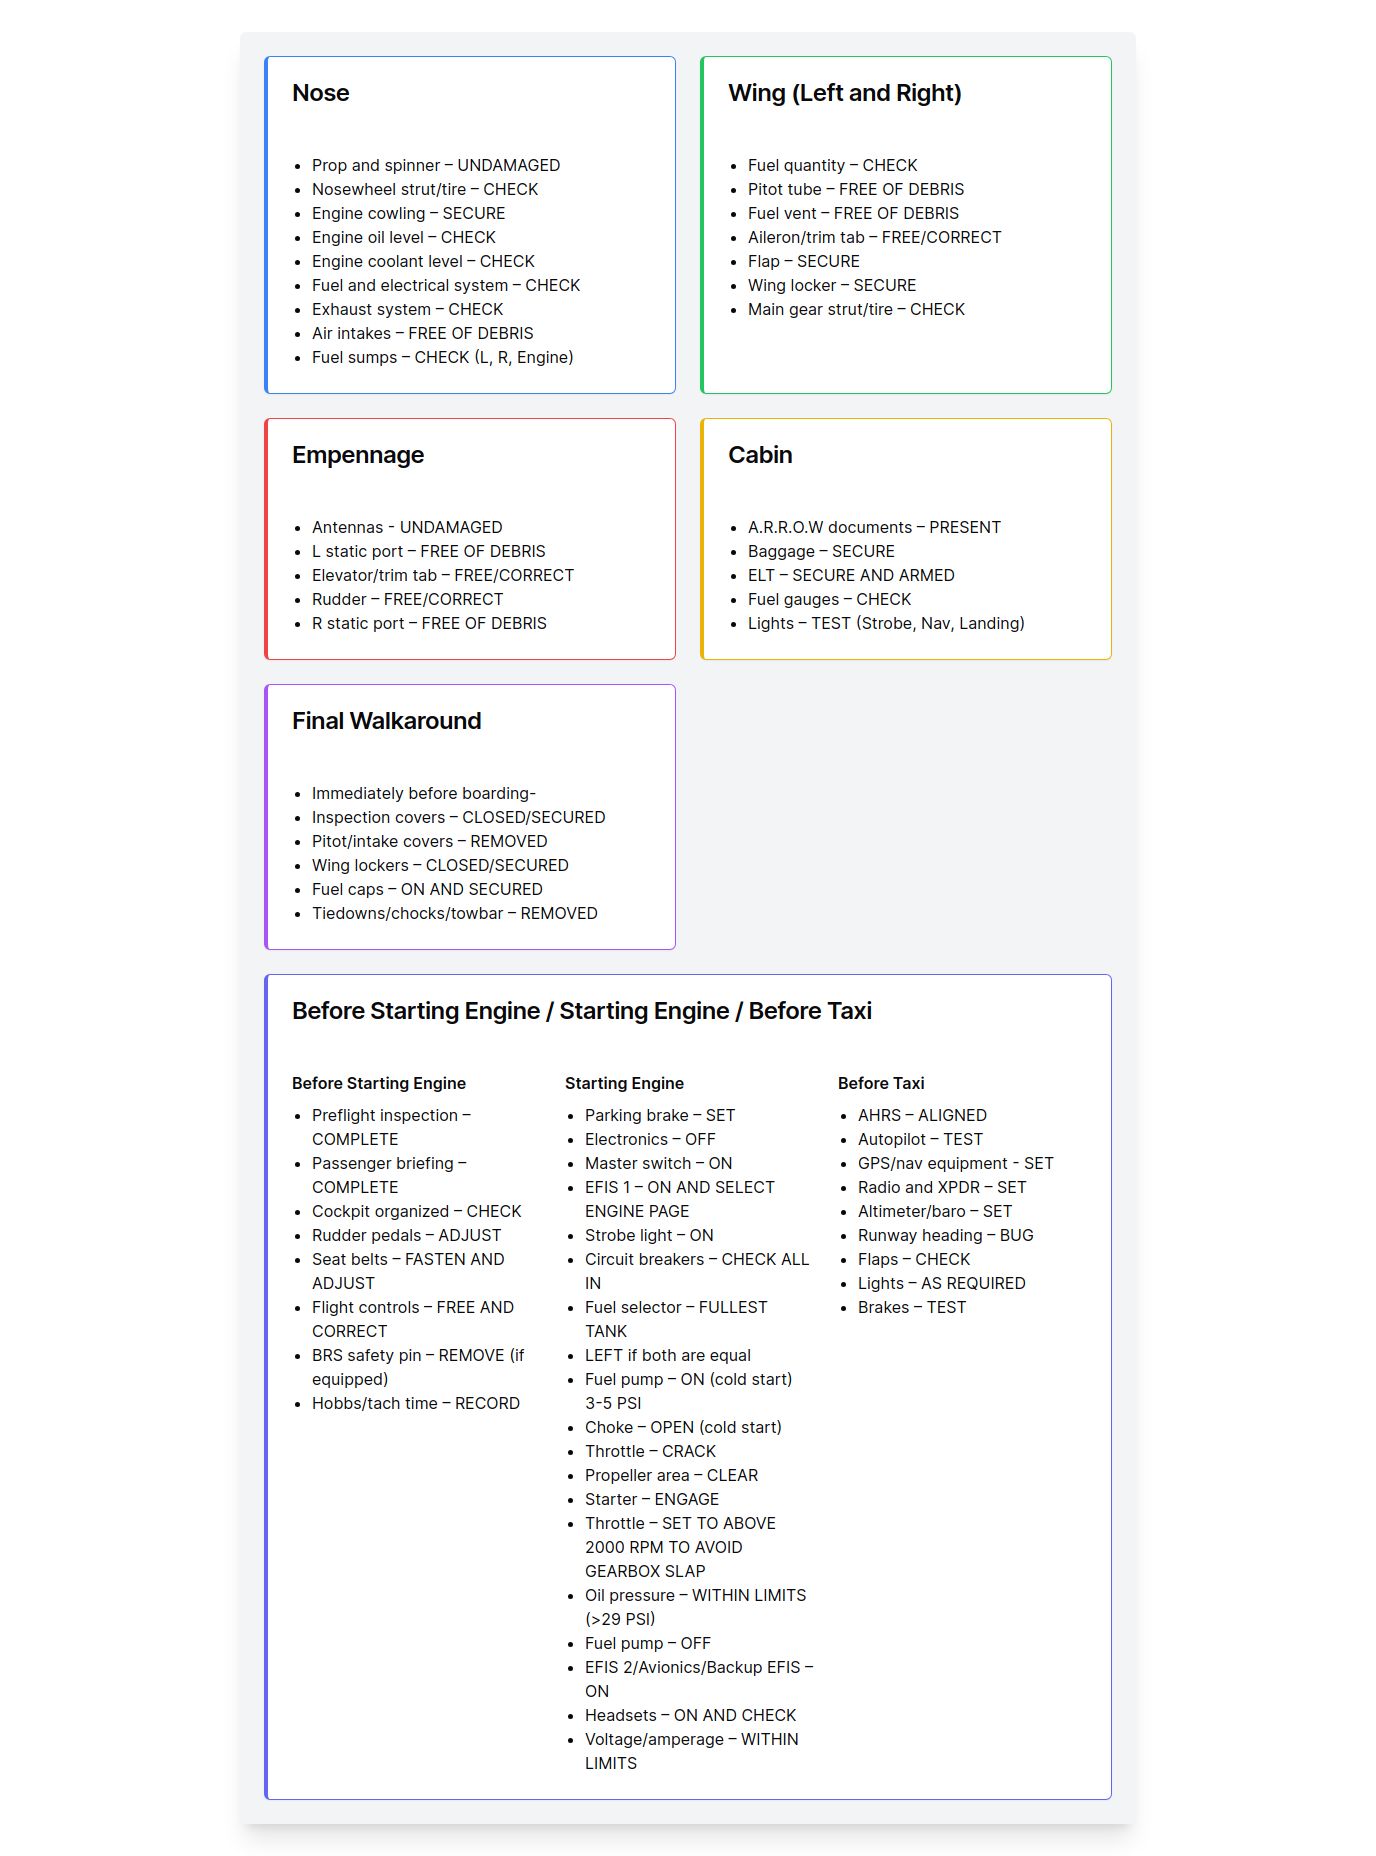 Nose
Prop and spinner – UNDAMAGED
Nosewheel strut/tire – CHECK
Engine cowling – SECURE
Engine oil level – CHECK
Engine coolant level – CHECK
Fuel and electrical system – CHECK
Exhaust system – CHECK
Air intakes – FREE OF DEBRIS
Fuel sumps – CHECK (L, R, Engine)
Wing (Left and Right)
Fuel quantity – CHECK
Pitot tube – FREE OF DEBRIS
Fuel vent – FREE OF DEBRIS
Aileron/trim tab – FREE/CORRECT
Flap – SECURE
Wing locker – SECURE
Main gear strut/tire – CHECK
Empennage
Antennas - UNDAMAGED
L static port – FREE OF DEBRIS
Elevator/trim tab – FREE/CORRECT
Rudder – FREE/CORRECT
R static port – FREE OF DEBRIS
Cabin
A.R.R.O.W documents – PRESENT
Baggage – SECURE
ELT – SECURE AND ARMED
Fuel gauges – CHECK
Lights – TEST (Strobe, Nav, Landing)
Final Walkaround
Immediately before boarding-
Inspection covers – CLOSED/SECURED
Pitot/intake covers – REMOVED
Wing lockers – CLOSED/SECURED
Fuel caps – ON AND SECURED
Tiedowns/chocks/towbar – REMOVED
Before Starting Engine / Starting Engine / Before Taxi
Before Starting Engine
Preflight inspection –
COMPLETE
Passenger briefing –
COMPLETE
Cockpit organized – CHECK
Rudder pedals – ADJUST
Seat belts – FASTEN AND
ADJUST
Flight controls – FREE AND
CORRECT
BRS safety pin – REMOVE (if
equipped)
Hobbs/tach time – RECORD
Starting Engine
Parking brake – SET
Electronics – OFF
Master switch – ON
EFIS 1 – ON AND SELECT
ENGINE PAGE
Strobe light – ON
Circuit breakers – CHECK ALL
IN
Fuel selector – FULLEST
TANK
LEFT if both are equal
Fuel pump – ON (cold start)
3-5 PSI
Choke – OPEN (cold start)
Throttle – CRACK
Propeller area – CLEAR
Starter – ENGAGE
Throttle – SET TO ABOVE
2000 RPM TO AVOID
GEARBOX SLAP
Oil pressure – WITHIN LIMITS
(>29 PSI)
Fuel pump – OFF
EFIS 2/Avionics/Backup EFIS –
ON
Headsets – ON AND CHECK
Voltage/amperage – WITHIN
LIMITS
Before Taxi
AHRS – ALIGNED
Autopilot – TEST
GPS/nav equipment - SET
Radio and XPDR – SET
Altimeter/baro – SET
Runway heading – BUG
Flaps – CHECK
Lights – AS REQUIRED
Brakes – TEST